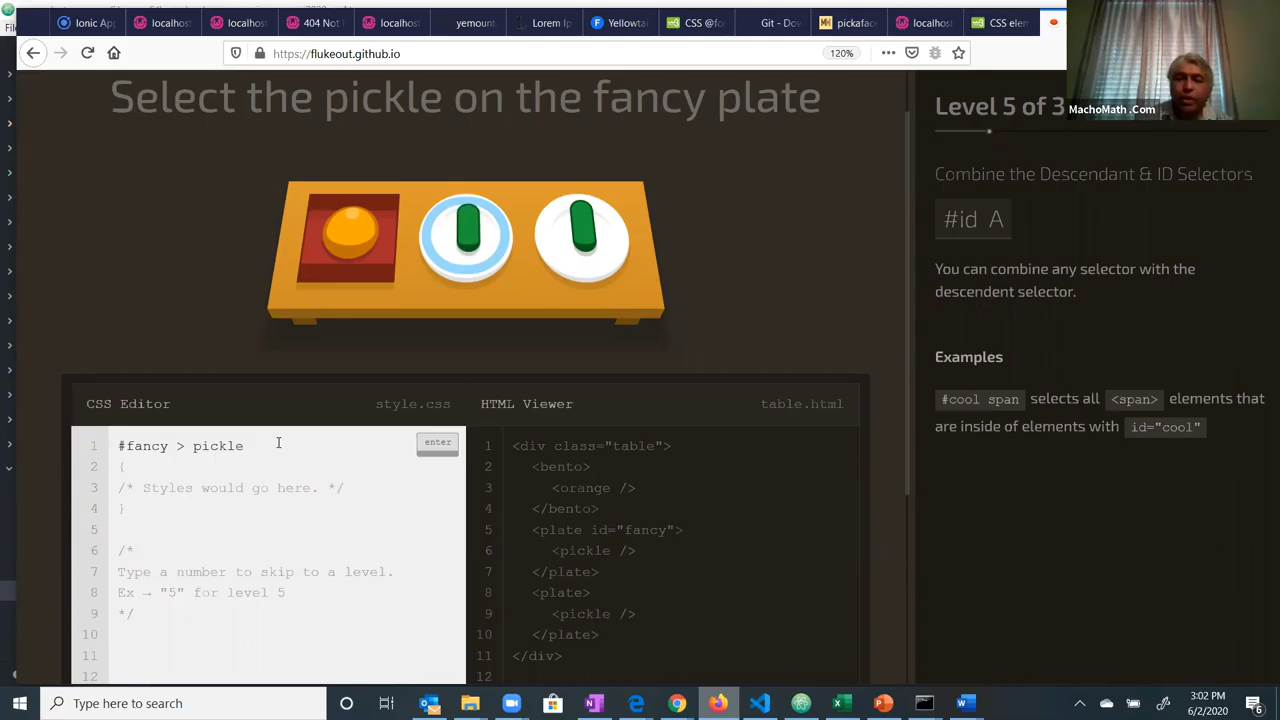 Ionic App
localhost
localhost
404 Not
localhost
yemount.
Lorem Ip
Yellowtai
CSS @fo
Git - Dow
pickaface
localhost
CSS elem
https://flukeout.github.io
120%
MachoMath .Com
Select the pickle on the fancy plate
Level 5 of 3
Combine the Descendant & ID Selectors
#id A
You can combine any selector with the
descendent selector.
Examples
#cool span selects all <span> elements that
are inside of elements with id="cool"
CSS Editor style.css
HTML Viewer table.html
1 #fancy > pickle enter
2 {
3 /* Styles would go here. */
4 }
5
6 /*
7 Type a number to skip to a level.
8 Ex → "5" for level 5
9 */
10
11
12
1 <div class="table">
2 <bento>
3 <orange />
4 </bento>
5 <plate id="fancy">
6 <pickle />
7 </plate>
8 <plate>
9 <pickle />
10 </plate>
11 </div>
12
Type here to search
3:02 PM
6/2/2020
6